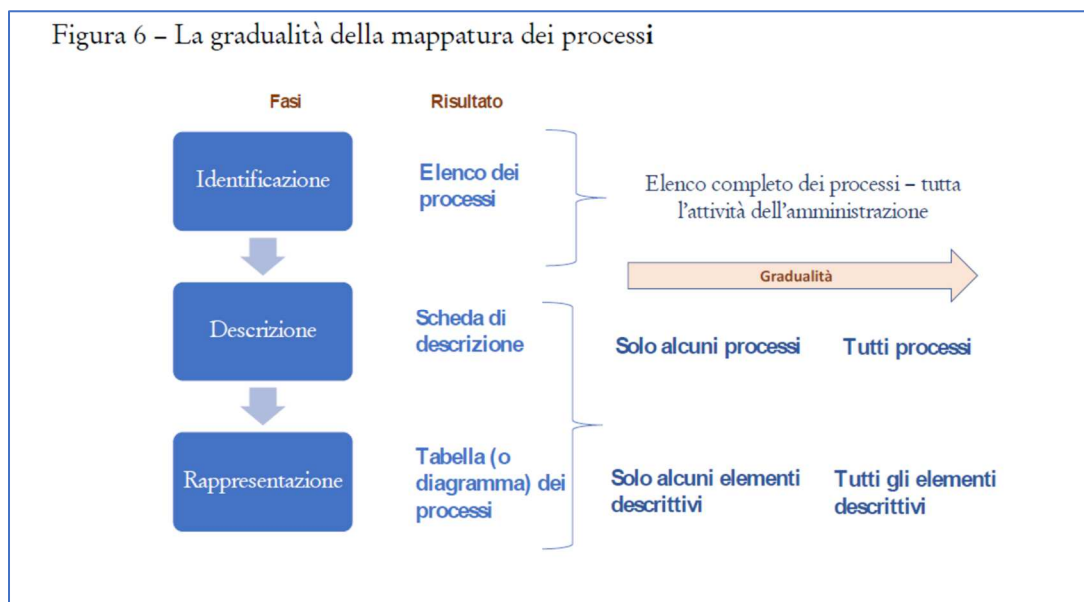 Figura 6 – La gradualità della mappatura dei processi
Fasi
Risultato
Identificazione
Elenco dei
processi
Elenco completo dei processi – tutta
l'attività dell'amministrazione
Gradualità
Descrizione
Scheda di
descrizione
Solo alcuni processi
Tutti processi
Rappresentazione
Tabella (o
diagramma) dei
processi
Solo alcuni elementi
descrittivi
Tutti gli elementi
descrittivi